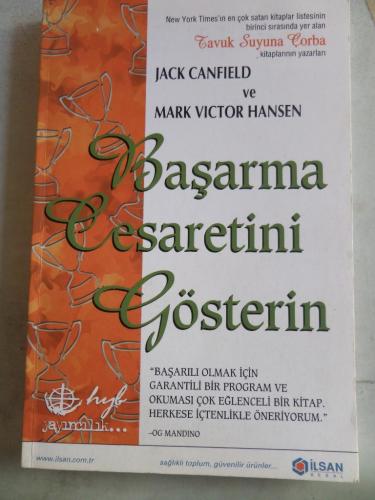 New York Times'ın en çok satan kitaplar listesinin
birinci sırasında yer alan
Tavuk Suyuna Çorba
kitaplarının yazarları
JACK CANFIELD
ve
MARK VICTOR HANSEN
Başarma
Cesaretini
Gösterin
"BAŞARILI OLMAK İÇİN
GARANTİLİ BİR PROGRAM VE
OKUMASI ÇOK EĞLENCELİ BİR KİTAP.
HERKESE İÇTENLİKLE ÖNERİYORUM."
–OG MANDINO
hyb
yayıncılık...
www.ilsan.com.tr
sağlıklı toplum, güvenilir ürünler...
İLSAN